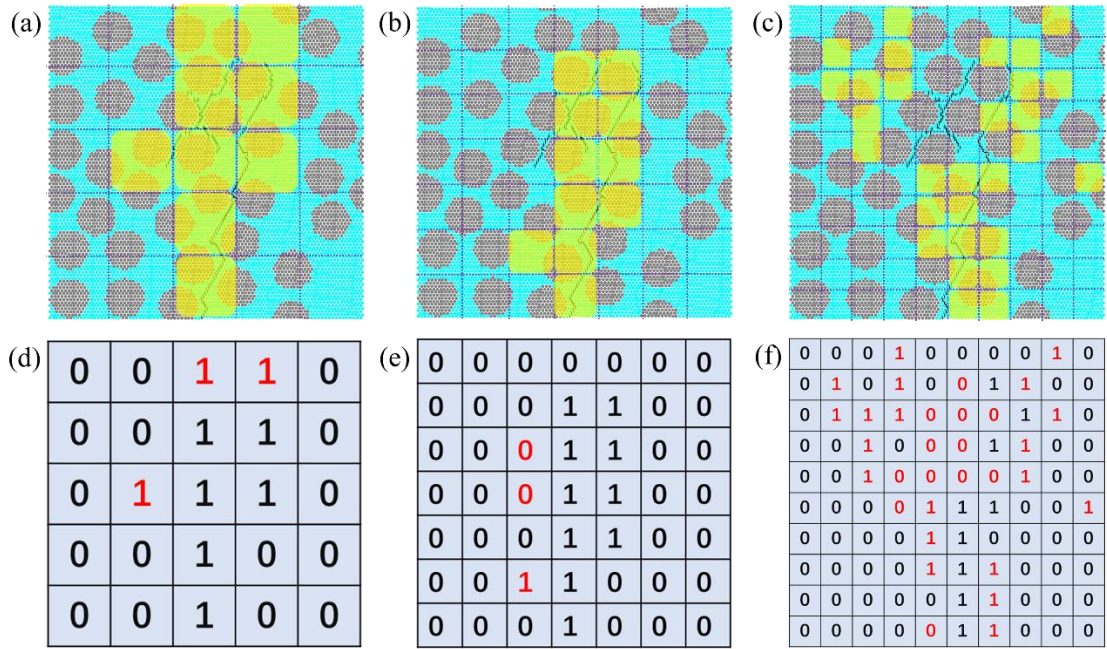 (a)
(b)
(c)
(d)
0 0 1 1 0
0 0 1 1 0
0 1 1 1 0
0 0 1 0 0
0 0 1 0 0
(e)
0 0 0 0 0 0 0
0 0 0 1 1 0 0
0 0 0 1 1 0 0
0 0 0 1 1 0 0
0 0 0 1 1 0 0
0 0 1 1 0 0 0
0 0 0 1 0 0 0
(f)
0 0 0 1 0 0 0 0 1 0
0 1 0 1 0 0 1 1 0 0
0 1 1 1 0 0 0 1 1 0
0 0 1 0 0 0 1 1 0 0
0 0 1 0 0 0 0 1 0 0
0 0 0 0 1 1 1 0 0 1
0 0 0 0 1 1 0 0 0 0
0 0 0 0 1 1 1 0 0 0
0 0 0 0 0 1 1 0 0 0
0 0 0 0 0 1 1 0 0 0